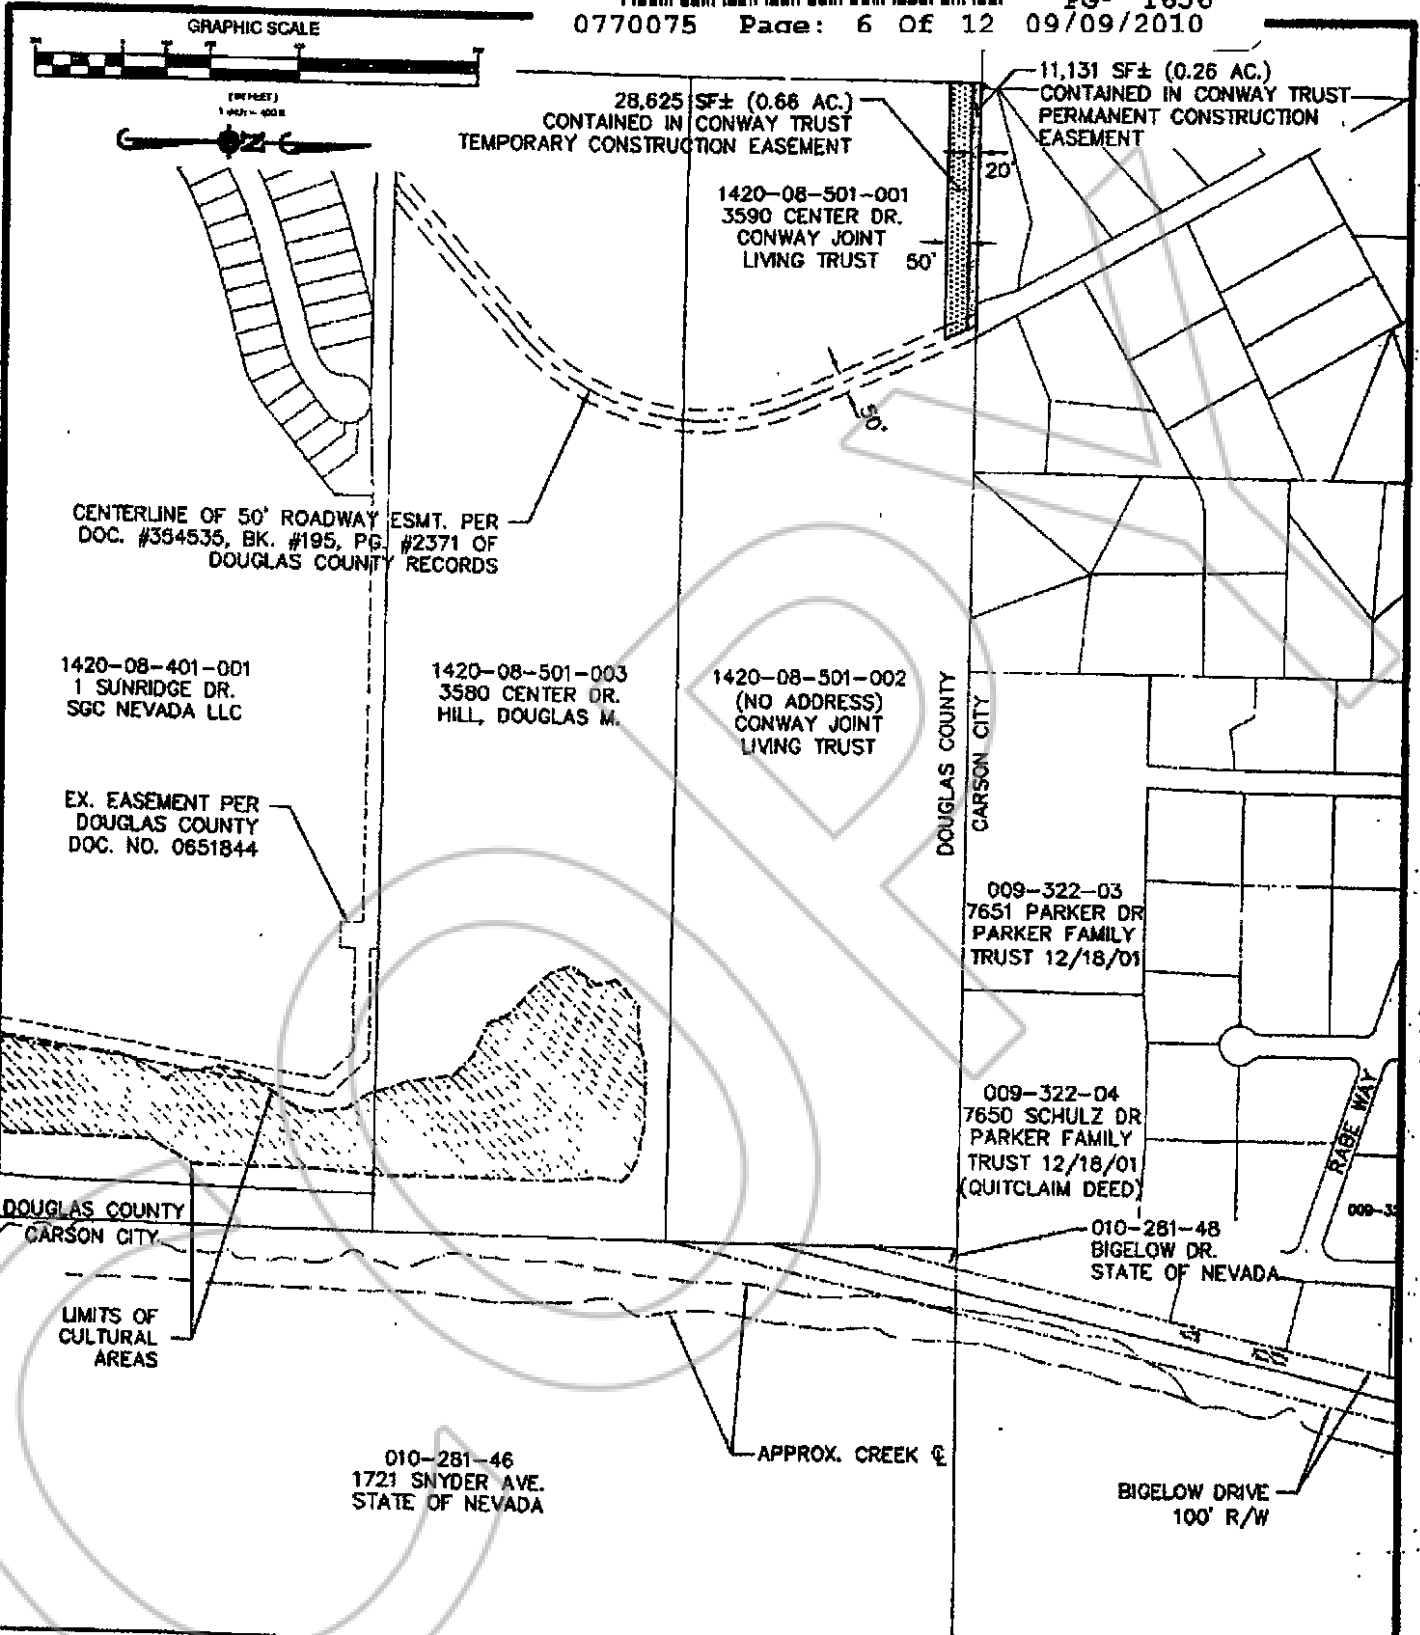 PG- 1656
0770075 Page: 6 Of 12 09/09/2010
GRAPHIC SCALE
( IN FEET )
28,625 SF± (0.66 AC.)
CONTAINED IN CONWAY TRUST
TEMPORARY CONSTRUCTION EASEMENT
11,131 SF± (0.26 AC.)
CONTAINED IN CONWAY TRUST
PERMANENT CONSTRUCTION
EASEMENT
20'
1420-08-501-001
3590 CENTER DR.
CONWAY JOINT
LIVING TRUST
50'
50'
CENTERLINE OF 50' ROADWAY ESMT. PER
DOC. #354535, BK. #195, PG. #2371 OF
DOUGLAS COUNTY RECORDS
1420-08-401-001
1 SUNRIDGE DR.
SGC NEVADA LLC
1420-08-501-003
3580 CENTER DR.
HILL, DOUGLAS M.
1420-08-501-002
(NO ADDRESS)
CONWAY JOINT
LIVING TRUST
DOUGLAS COUNTY
CARSON CITY
EX. EASEMENT PER
DOUGLAS COUNTY
DOC. NO. 0651844
009-322-03
7651 PARKER DR
PARKER FAMILY
TRUST 12/18/01
009-322-04
7650 SCHULZ DR
PARKER FAMILY
TRUST 12/18/01
(QUITCLAIM DEED)
RABE WAY
DOUGLAS COUNTY
CARSON CITY
010-281-48
BIGELOW DR.
STATE OF NEVADA
LIMITS OF
CULTURAL
AREAS
APPROX. CREEK ℄
010-281-46
1721 SNYDER AVE.
STATE OF NEVADA
BIGELOW DRIVE
100' R/W
COPY